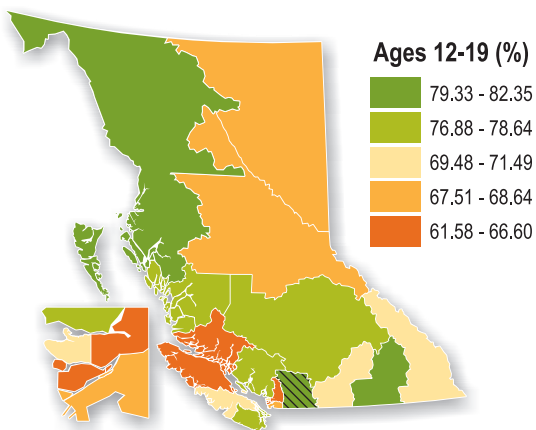 Ages 12-19 (%)
79.33 - 82.35
76.88 - 78.64
69.48 - 71.49
67.51 - 68.64
61.58 - 66.60